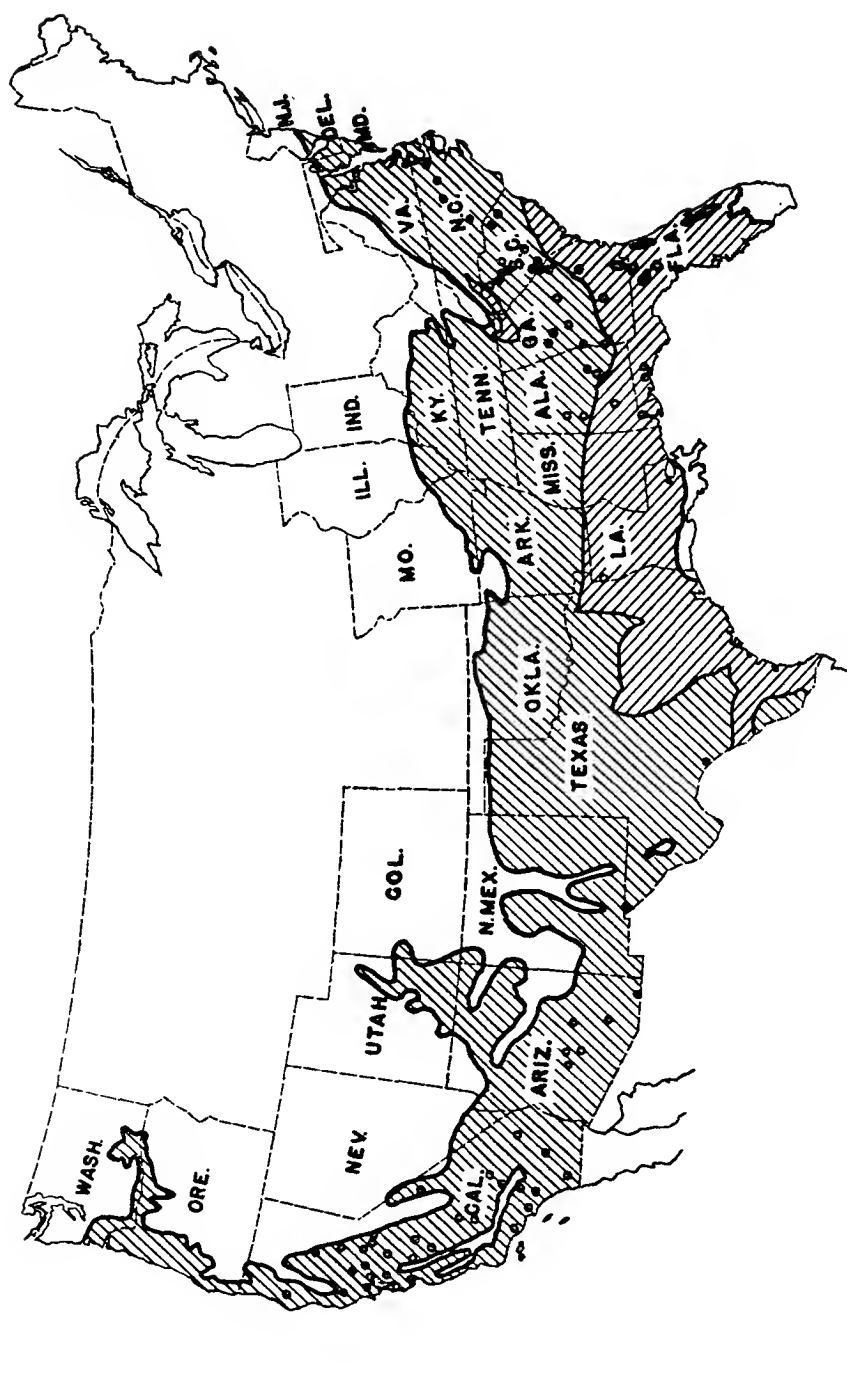 WASH.
ORE.
CAL.
NEV.
UTAH
ARIZ.
COL.
N.MEX.
TEXAS
OKLA.
MO.
ARK.
LA.
ILL.
IND.
KY.
TENN.
MISS.
ALA.
GA.
FLA.
S.C.
N.C.
VA.
MD.
DEL.
N.J.